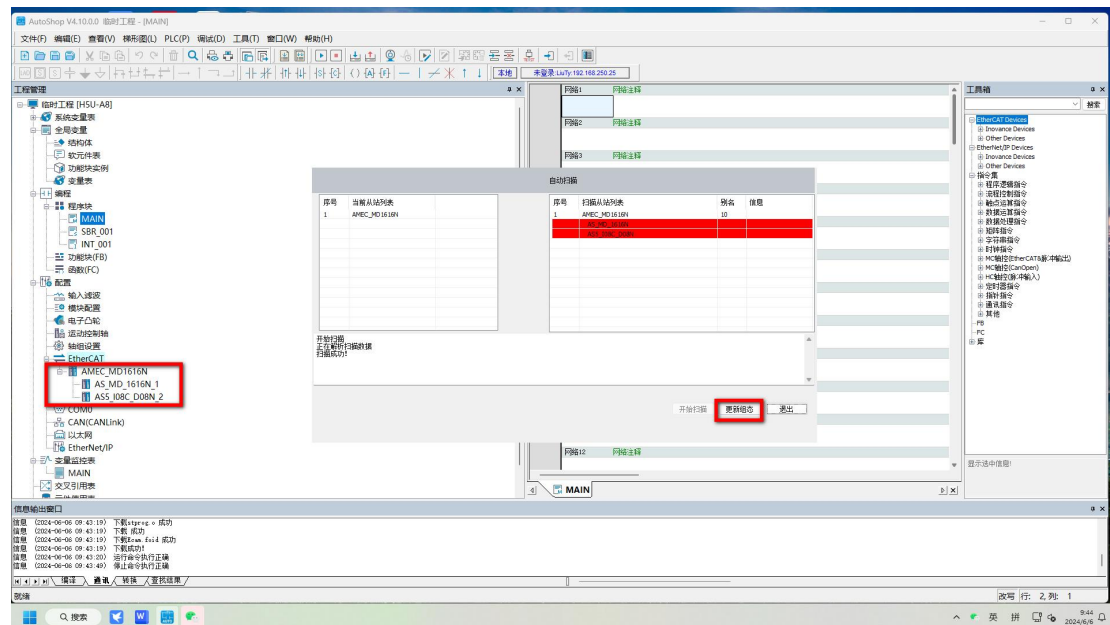 AutoShop V4.10.0.0 临时工程 - [MAIN]
文件(F) 编辑(E) 查看(V) 梯形图(L) PLC(P) 调试(D) 工具(T) 窗口(W) 帮助(H)
本地 未登录:LiuTy:192.168.250.25
工程管理
临时工程 [H5U-A8]
系统变量表
全局变量
结构体
软元件表
功能块实例
变量表
编程
程序块
MAIN
SBR_001
INT_001
功能块(FB)
函数(FC)
配置
输入滤波
模块配置
电子凸轮
运动控制轴
轴组设置
EtherCAT
AMEC_MD1616N
AS_MD_1616N_1
AS5_I08C_D08N_2
COM0
CAN(CANLink)
以太网
EtherNet/IP
变量监控表
MAIN
交叉引用表
网络1 网络注释
网络2 网络注释
网络3 网络注释
自动扫描
序号 当前从站列表
1 AMEC_MD1616N
序号 扫描从站列表 别名 信息
1 AMEC_MD1616N 10
AS_MD_1616N
AS5_I08C_D08N
开始扫描
正在解析扫描数据
扫描成功!
开始扫描 更新组态 退出
网络12 网络注释
MAIN
工具箱
搜索
EtherCAT Devices
Inovance Devices
Other Devices
EtherNet/IP Devices
Inovance Devices
Other Devices
指令集
程序逻辑指令
流程控制指令
触点运算指令
数据运算指令
数据处理指令
矩阵指令
字符串指令
时钟指令
MC轴控(EtherCAT&脉冲输出)
MC轴控(CanOpen)
HC轴控(脉冲输入)
定时器指令
指针指令
通讯指令
其他
FB
FC
库
显示选中信息!
信息输出窗口
信息 (2024-06-06 09:43:19) 下载stprog.o 成功
信息 (2024-06-06 09:43:19) 下载 成功
信息 (2024-06-06 09:43:19) 下载Ecam.fsid 成功
信息 (2024-06-06 09:43:19) 下载成功!
信息 (2024-06-06 09:43:20) 运行命令执行正确
信息 (2024-06-06 09:43:49) 停止命令执行正确
编译 通讯 转换 查找结果
就绪
改写 行: 2, 列: 1
搜索
英 拼
9:44
2024/6/6